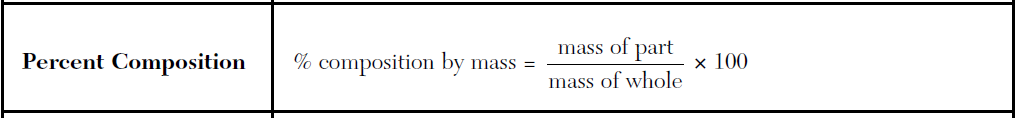 Percent Composition
% composition by mass = mass of part / mass of whole × 100